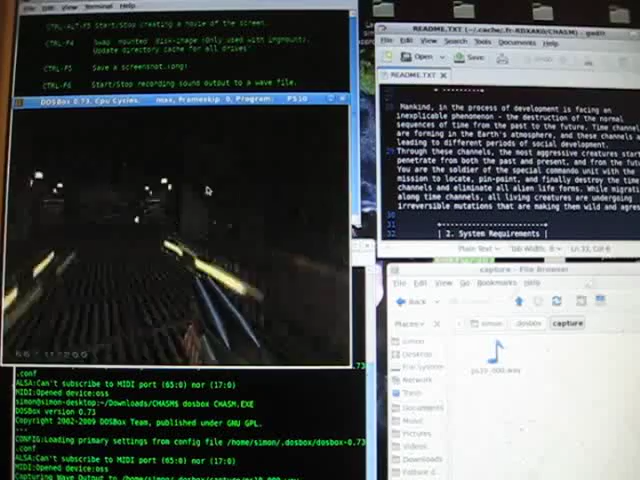 File Edit View Terminal Help
CTRL-ALT-F5 Start/Stop creating a movie of the screen.
CTRL-F4 Swap mounted disk-image (Only used with imgmount).
Update directory cache for all drives!
CTRL-F5 Save a screenshot.(png)
CTRL-F6 Start/Stop recording sound output to a wave file.
DOSBox 0.73, Cpu Cycles: max, Frameskip 0, Program: PS10
.conf
ALSA:Can't subscribe to MIDI port (65:0) nor (17:0)
MIDI:Opened device:oss
simon@simon-desktop:~/Downloads/CHASM$ dosbox CHASM.EXE
DOSBox version 0.73
Copyright 2002-2009 DOSBox Team, published under GNU GPL.
---
CONFIG:Loading primary settings from config file /home/simon/.dosbox/dosbox-0.73
.conf
ALSA:Can't subscribe to MIDI port (65:0) nor (17:0)
MIDI:Opened device:oss
README.TXT
File Edit View Search Tools Documents Help
Open Save
README.TXT
Mankind, in the process of development is facing an
inexplicable phenomenon - the destruction of the normal
sequences of time from the past to the future. Time channel
are forming in the Earth's atmosphere, and these channels a
leading to different periods of social development.
29 Through these channels, the most aggressive creatures star
penetrate from both the past and present, and from the futu
You are the soldier of the special commando unit with the
mission to locate, pin-point, and finally destroy the time
channels and eliminate all alien life forms. While migrat
along time channels, all living creatures are undergoing
irreversible mutations that are making them wild and agres
30
31
32 | 2. System Requirements |
Plain Text Tab Width: 8 Ln 33, Col 6
capture - File Browser
File Edit View Go Bookmarks Help
Back
Places
simon dosbox capture
simon
Desktop
File System
Network
Trash
Documents
Music
Pictures
Videos
Downloads
ps10_000.wav